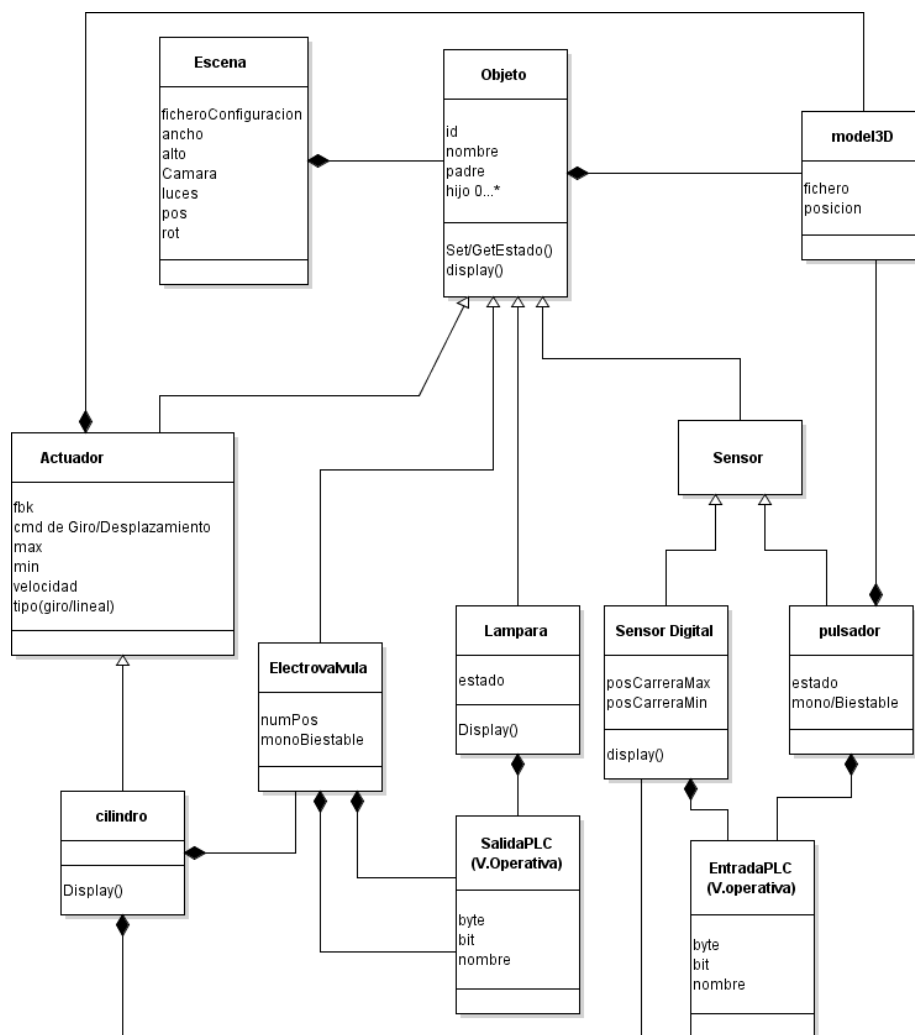 Escena
ficheroConfiguracion
ancho
alto
Camara
luces
pos
rot
Objeto
id
nombre
padre
hijo 0...*
Set/GetEstado()
display()
model3D
fichero
posicion
Actuador
fbk
cmd de Giro/Desplazamiento
max
min
velocidad
tipo(giro/lineal)
Sensor
Electrovalvula
numPos
monoBiestable
Lampara
estado
Display()
Sensor Digital
posCarreraMax
posCarreraMin
display()
pulsador
estado
mono/Biestable
cilindro
Display()
SalidaPLC
(V.Operativa)
byte
bit
nombre
EntradaPLC
(V.operativa)
byte
bit
nombre